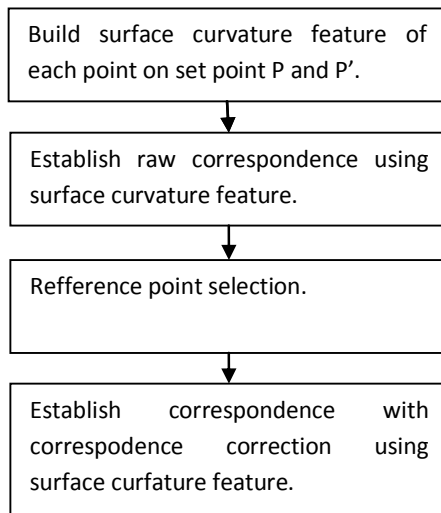 Build surface curvature feature of
each point on set point P and P’.
Establish raw correspondence using
surface curvature feature.
Refference point selection.
Establish correspondence with
correspodence correction using
surface curfature feature.